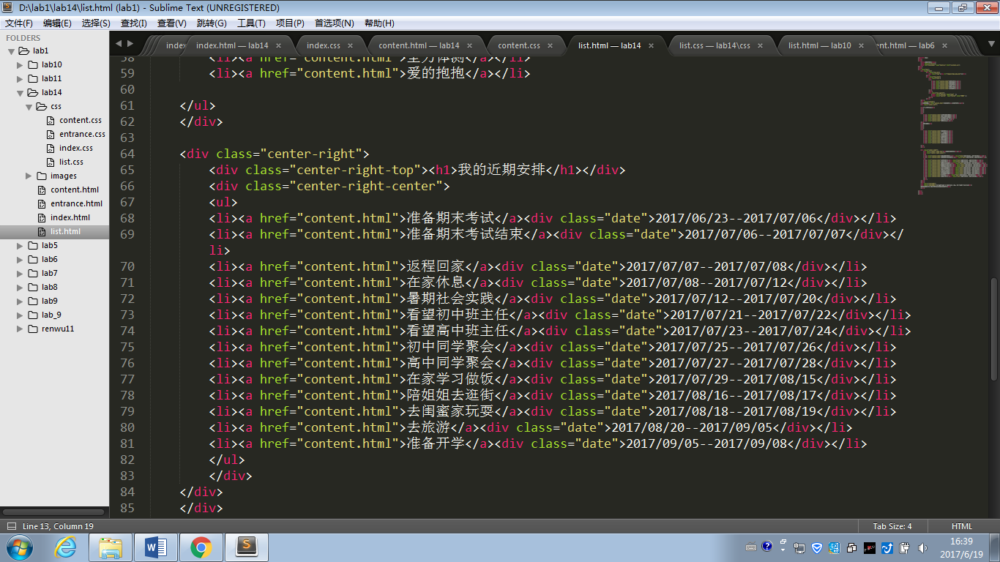 D:\lab1\lab14\list.html (lab1) - Sublime Text (UNREGISTERED)
文件(F) 编辑(E) 选择(S) 查找(I) 查看(V) 跳转(G) 工具(T) 项目(P) 首选项(N) 帮助(H)
FOLDERS
lab1
lab10
lab11
lab14
css
content.css
entrance.css
index.css
list.css
images
content.html
entrance.html
index.html
list.html
lab5
lab6
lab7
lab8
lab9
lab_9
renwu11
index.html — lab14 × index.css × content.html — lab14 × content.css × list.html — lab14 × list.css — lab14\css × list.html — lab10 × ent.html — lab6 ×
58 <li><a href="content.html">全力体测</a></li>
59 <li><a href="content.html">爱的抱抱</a></li>
60
61 </ul>
62 </div>
63
64 <div class="center-right">
65 <div class="center-right-top"><h1>我的近期安排</h1></div>
66 <div class="center-right-center">
67 <ul>
68 <li><a href="content.html">准备期末考试</a><div class="date">2017/06/23--2017/07/06</div></li>
69 <li><a href="content.html">准备期末考试结束</a><div class="date">2017/07/06--2017/07/07</div></
li>
70 <li><a href="content.html">返程回家</a><div class="date">2017/07/07--2017/07/08</div></li>
71 <li><a href="content.html">在家休息</a><div class="date">2017/07/08--2017/07/12</div></li>
72 <li><a href="content.html">暑期社会实践</a><div class="date">2017/07/12--2017/07/20</div></li>
73 <li><a href="content.html">看望初中班主任</a><div class="date">2017/07/21--2017/07/22</div></li>
74 <li><a href="content.html">看望高中班主任</a><div class="date">2017/07/23--2017/07/24</div></li>
75 <li><a href="content.html">初中同学聚会</a><div class="date">2017/07/25--2017/07/26</div></li>
76 <li><a href="content.html">高中同学聚会</a><div class="date">2017/07/27--2017/07/28</div></li>
77 <li><a href="content.html">在家学习做饭</a><div class="date">2017/07/29--2017/08/15</div></li>
78 <li><a href="content.html">陪姐姐去逛街</a><div class="date">2017/08/16--2017/08/17</div></li>
79 <li><a href="content.html">去闺蜜家玩耍</a><div class="date">2017/08/18--2017/08/19</div></li>
80 <li><a href="content.html">去旅游</a><div class="date">2017/08/20--2017/09/05</div></li>
81 <li><a href="content.html">准备开学</a><div class="date">2017/09/05--2017/09/08</div></li>
82 </ul>
83 </div>
84 </div>
85 </div>
Line 13, Column 19 Tab Size: 4 HTML
16:39
2017/6/19